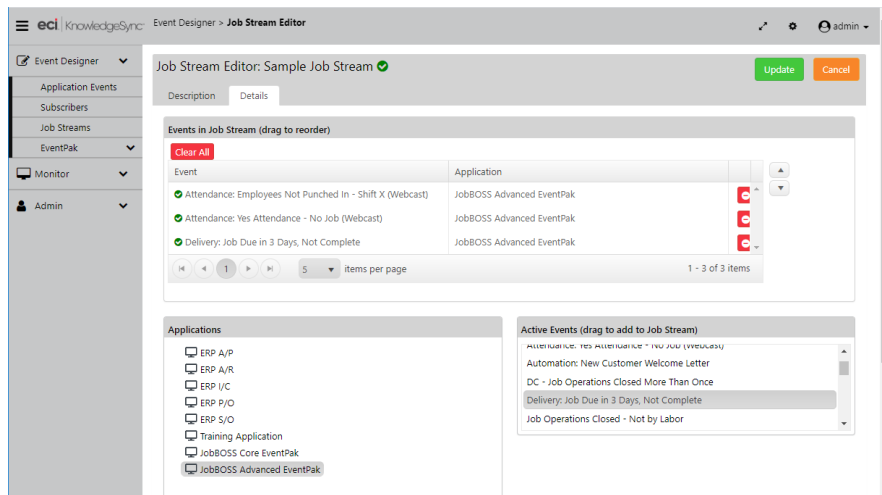 eci KnowledgeSync
Event Designer > Job Stream Editor
admin
Event Designer
Application Events
Subscribers
Job Streams
EventPak
Monitor
Admin
Job Stream Editor: Sample Job Stream
Update
Cancel
Description
Details
Events in Job Stream (drag to reorder)
Clear All
Event
Application
Attendance: Employees Not Punched In - Shift X (Webcast)
JobBOSS Advanced EventPak
Attendance: Yes Attendance - No Job (Webcast)
JobBOSS Advanced EventPak
Delivery: Job Due in 3 Days, Not Complete
JobBOSS Advanced EventPak
1
5
items per page
1 - 3 of 3 items
Applications
ERP A/P
ERP A/R
ERP I/C
ERP P/O
ERP S/O
Training Application
JobBOSS Core EventPak
JobBOSS Advanced EventPak
Active Events (drag to add to Job Stream)
Attendance: Yes Attendance - No Job (Webcast)
Automation: New Customer Welcome Letter
DC - Job Operations Closed More Than Once
Delivery: Job Due in 3 Days, Not Complete
Job Operations Closed - Not by Labor